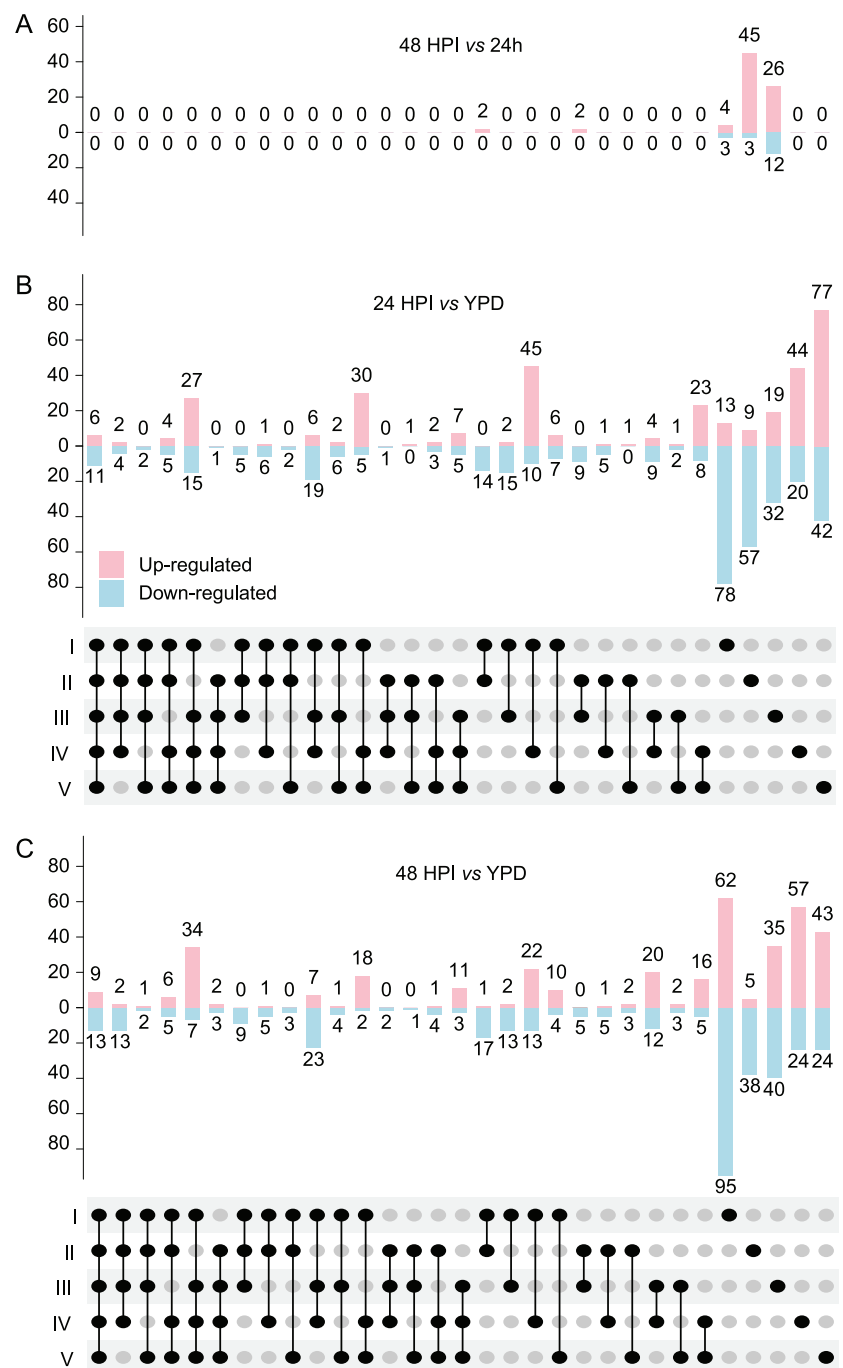 A
48 HPI vs 24h
60
40
20
0
20
40
0 0 0 0 0 0 0 0 0 0 0 0 0 0 0 0 2 0 0 0 2 0 0 0 0 0 4 45 26 0 0
0 0 0 0 0 0 0 0 0 0 0 0 0 0 0 0 0 0 0 0 0 0 0 0 0 0 3 3 12 0 0
B
24 HPI vs YPD
80
60
40
20
0
20
40
60
80
6 2 0 4 27 0 0 1 0 6 2 30 0 1 2 7 0 2 45 6 0 1 1 4 1 23 13 9 19 44 77
11 4 2 5 15 1 5 6 2 19 6 5 1 0 3 5 14 15 10 7 9 5 0 9 2 8 78 57 32 20 42
Up-regulated
Down-regulated
I
II
III
IV
V
C
48 HPI vs YPD
80
60
40
20
0
20
40
60
80
9 2 1 6 34 2 0 1 0 7 1 18 0 0 1 11 1 2 22 10 0 1 2 20 2 16 62 5 35 57 43
13 13 2 5 7 3 9 5 3 23 4 2 2 1 4 3 17 13 13 4 5 5 3 12 3 5 95 38 40 24 24
I
II
III
IV
V